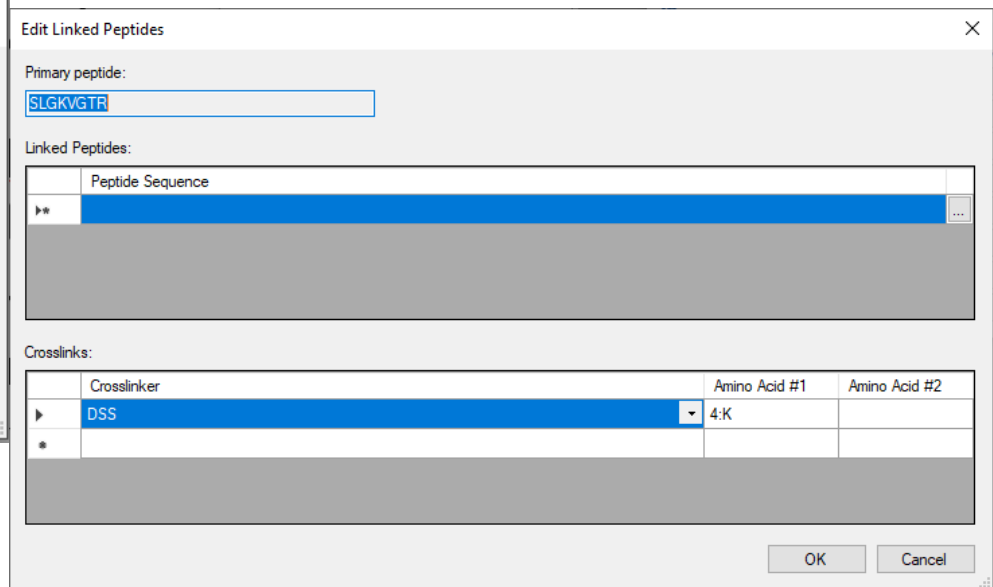 Edit Linked Peptides
Primary peptide:
SLGKVGTR
Linked Peptides:
Peptide Sequence
...
Crosslinks:
Crosslinker Amino Acid #1 Amino Acid #2
DSS 4:K
OK Cancel